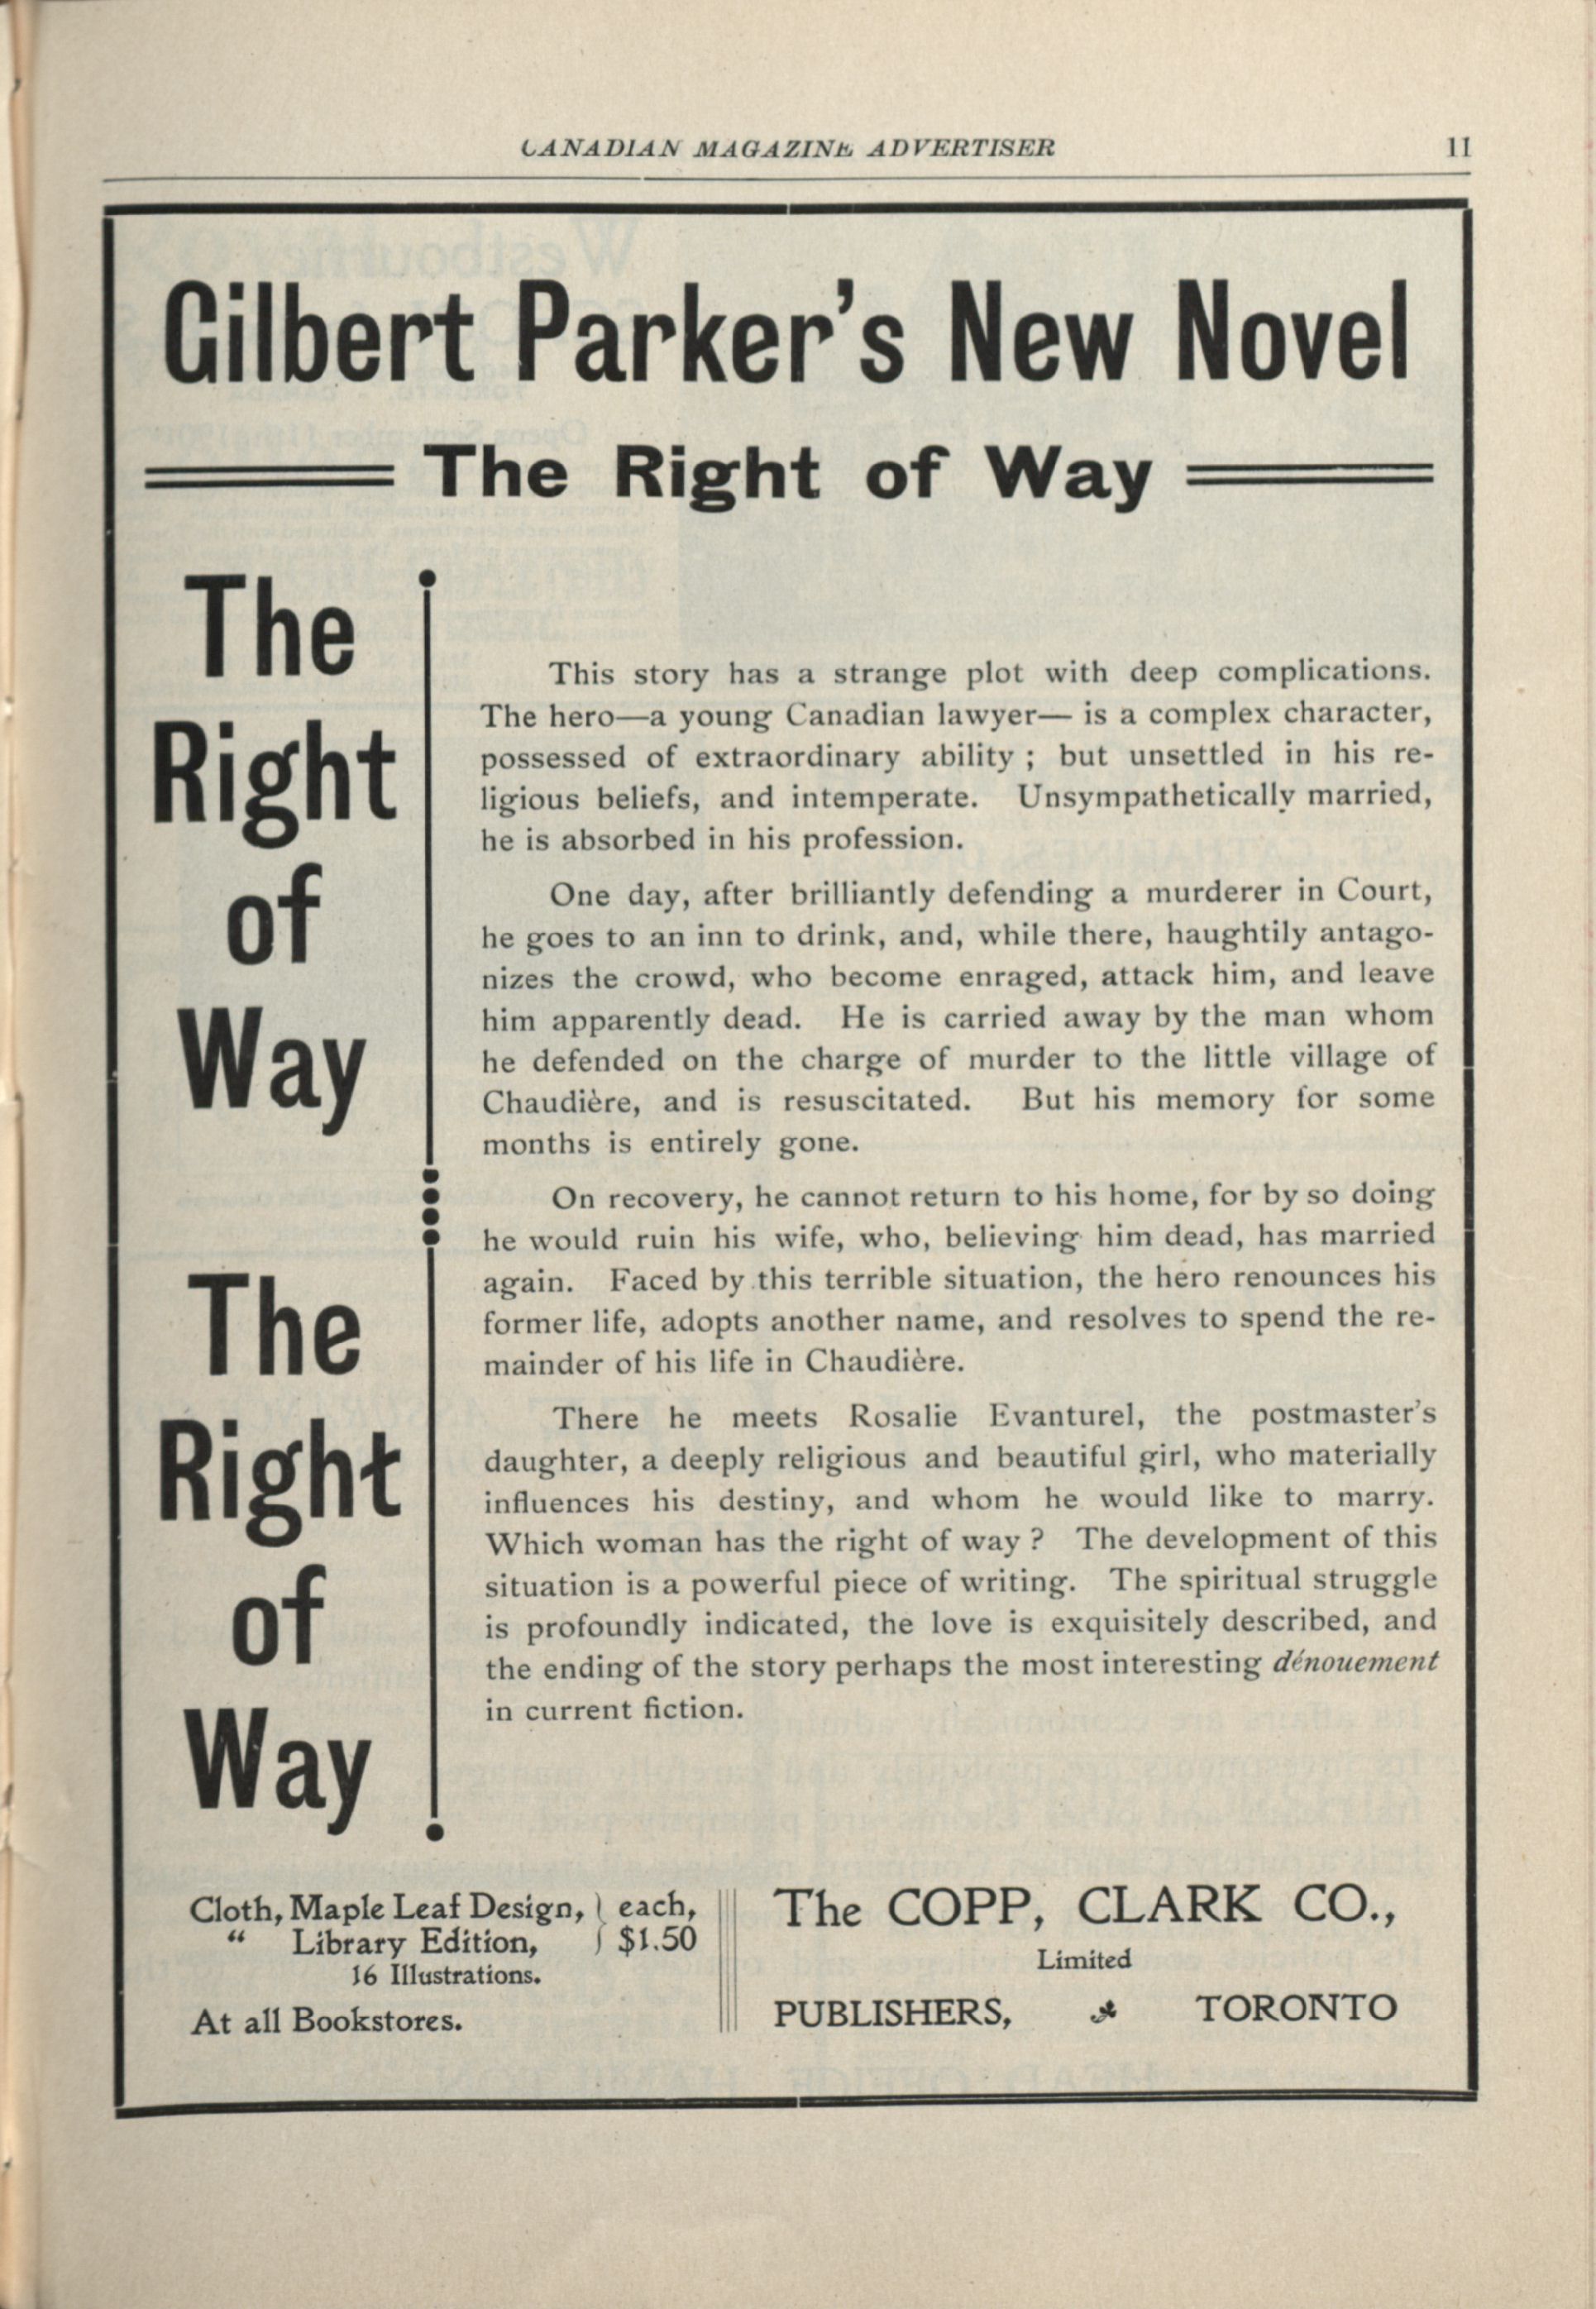 CANADIAN MAGAZINE ADVERTISER 11
Gilbert Parker's New Novel
The Right of Way
The
Right
of
Way
The
Right
of
Way
This story has a strange plot with deep complications.
The hero—a young Canadian lawyer— is a complex character,
possessed of extraordinary ability ; but unsettled in his re-
ligious beliefs, and intemperate. Unsympathetically married,
he is absorbed in his profession.
One day, after brilliantly defending a murderer in Court,
he goes to an inn to drink, and, while there, haughtily antago-
nizes the crowd, who become enraged, attack him, and leave
him apparently dead. He is carried away by the man whom
he defended on the charge of murder to the little village of
Chaudière, and is resuscitated. But his memory for some
months is entirely gone.
On recovery, he cannot return to his home, for by so doing
he would ruin his wife, who, believing him dead, has married
again. Faced by this terrible situation, the hero renounces his
former life, adopts another name, and resolves to spend the re-
mainder of his life in Chaudière.
There he meets Rosalie Evanturel, the postmaster's
daughter, a deeply religious and beautiful girl, who materially
influences his destiny, and whom he would like to marry.
Which woman has the right of way ? The development of this
situation is a powerful piece of writing. The spiritual struggle
is profoundly indicated, the love is exquisitely described, and
the ending of the story perhaps the most interesting dénouement
in current fiction.
Cloth, Maple Leaf Design, } each,
“ Library Edition, } $1.50
16 Illustrations.
At all Bookstores.
The COPP, CLARK CO.,
Limited
PUBLISHERS, TORONTO